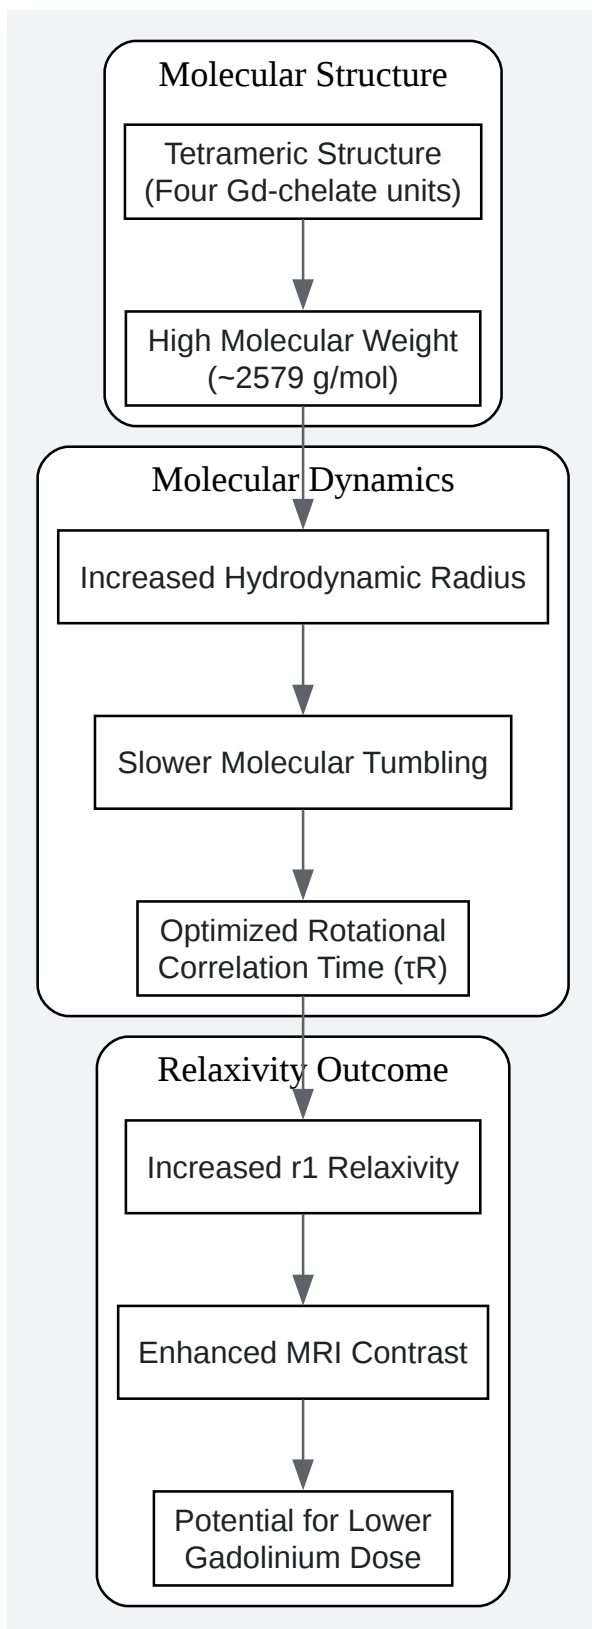 Molecular Structure
Tetrameric Structure
(Four Gd-chelate units)
High Molecular Weight
(~2579 g/mol)
Molecular Dynamics
Increased Hydrodynamic Radius
Slower Molecular Tumbling
Optimized Rotational
Correlation Time (τR)
Relaxivity Outcome
Increased r1 Relaxivity
Enhanced MRI Contrast
Potential for Lower
Gadolinium Dose